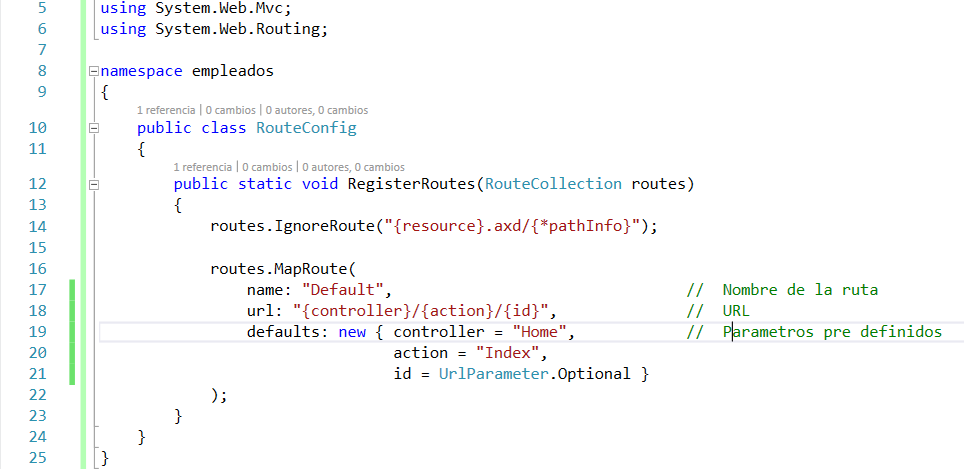 5 using System.Web.Mvc;
6 using System.Web.Routing;
7
8 namespace empleados
9 {
1 referencia | 0 cambios | 0 autores, 0 cambios
10 public class RouteConfig
11 {
1 referencia | 0 cambios | 0 autores, 0 cambios
12 public static void RegisterRoutes(RouteCollection routes)
13 {
14 routes.IgnoreRoute("{resource}.axd/{*pathInfo}");
15
16 routes.MapRoute(
17 name: "Default", // Nombre de la ruta
18 url: "{controller}/{action}/{id}", // URL
19 defaults: new { controller = "Home", // Parametros pre definidos
20 action = "Index",
21 id = UrlParameter.Optional }
22 );
23 }
24 }
25 }